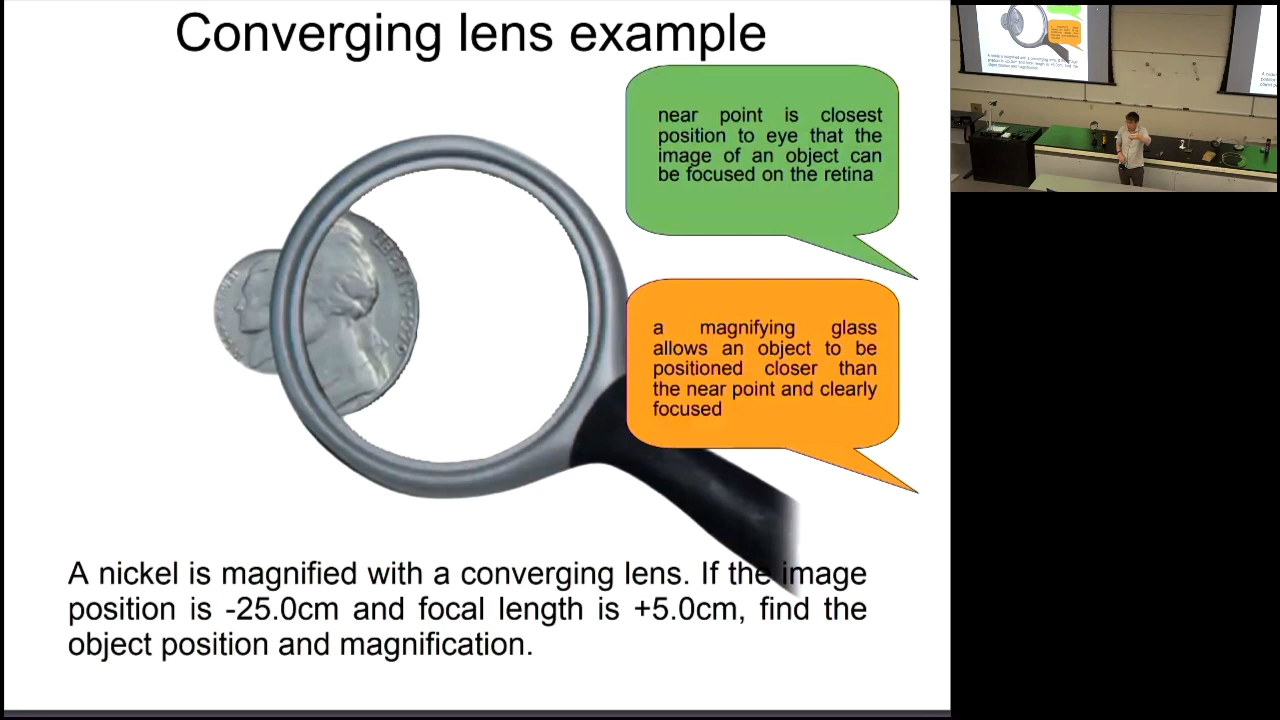 Converging lens example
near point is closest
position to eye that the
image of an object can
be focused on the retina
a magnifying glass
allows an object to be
positioned closer than
the near point and clearly
focused
A nickel is magnified with a converging lens. If the image
position is -25.0cm and focal length is +5.0cm, find the
object position and magnification.